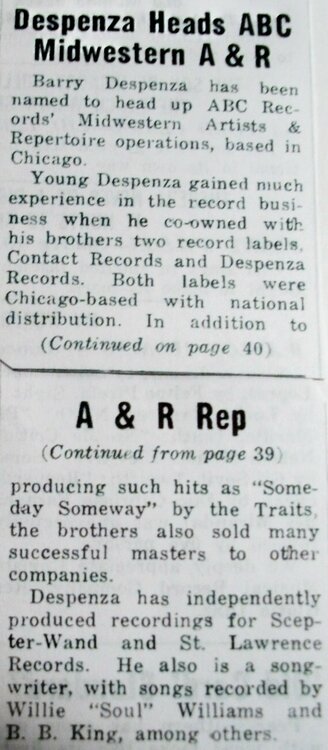 Despenza Heads ABC
Midwestern A & R
Barry Despenza has been
named to head up ABC Rec-
ords' Midwestern Artists &
Repertoire operations, based in
Chicago.
Young Despenza gained much
experience in the record busi-
ness when he co-owned with
his brothers two record labels,
Contact Records and Despenza
Records. Both labels were
Chicago-based with national
distribution. In addition to
(Continued on page 40)
A & R Rep
(Continued from page 39)
producing such hits as "Some-
day Someway" by the Traits,
the brothers also sold many
successful masters to other
companies.
Despenza has independently
produced recordings for Scep-
ter-Wand and St. Lawrence
Records. He also is a song-
writer, with songs recorded by
Willie "Soul" Williams and
B. B. King, among others.